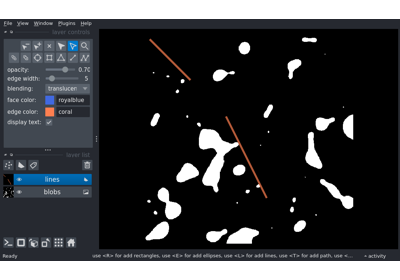 File View Window Plugins Help
layer controls
opacity: 0.70
edge width: 5
blending: translucen
face color: royalblue
edge color: coral
display text:
layer list
lines
blobs
Ready use <R> for add rectangles, use <E> for add ellipses, use <L> for add lines, use <T> for add path, use <... activity